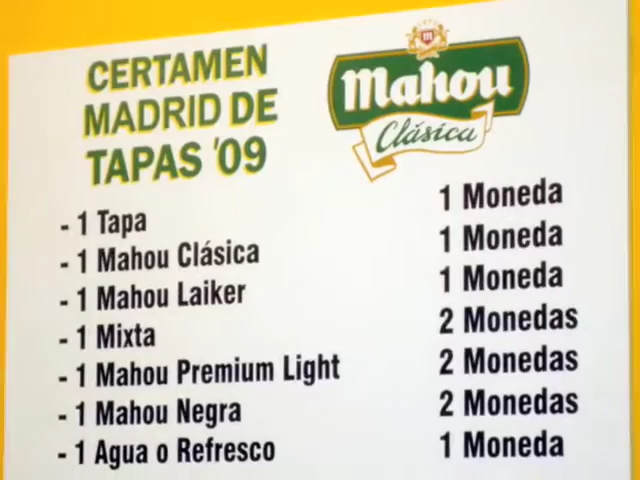 CERTAMEN
MADRID DE
TAPAS '09
Mahou
Clásica
- 1 Tapa 1 Moneda
- 1 Mahou Clásica 1 Moneda
- 1 Mahou Laiker 1 Moneda
- 1 Mixta 2 Monedas
- 1 Mahou Premium Light 2 Monedas
- 1 Mahou Negra 2 Monedas
- 1 Agua o Refresco 1 Moneda